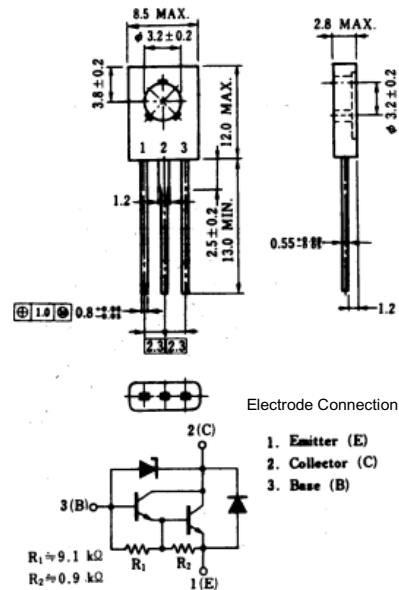 8.5 MAX.
φ 3.2±0.2
2.8 MAX.
3.8±0.2
12.0 MAX.
φ 3.2±0.2
1 2 3
1.2
2.5±0.2
13.0 MIN.
0.55
1.2
⌖ 1.0 Ⓜ 0.8
2.3 2.3
Electrode Connection
2(C)
1. Emitter (E)
2. Collector (C)
3. Base (B)
3(B)
R₁≒9.1 kΩ
R₂≒0.9 kΩ
R₁ R₂
1(E)